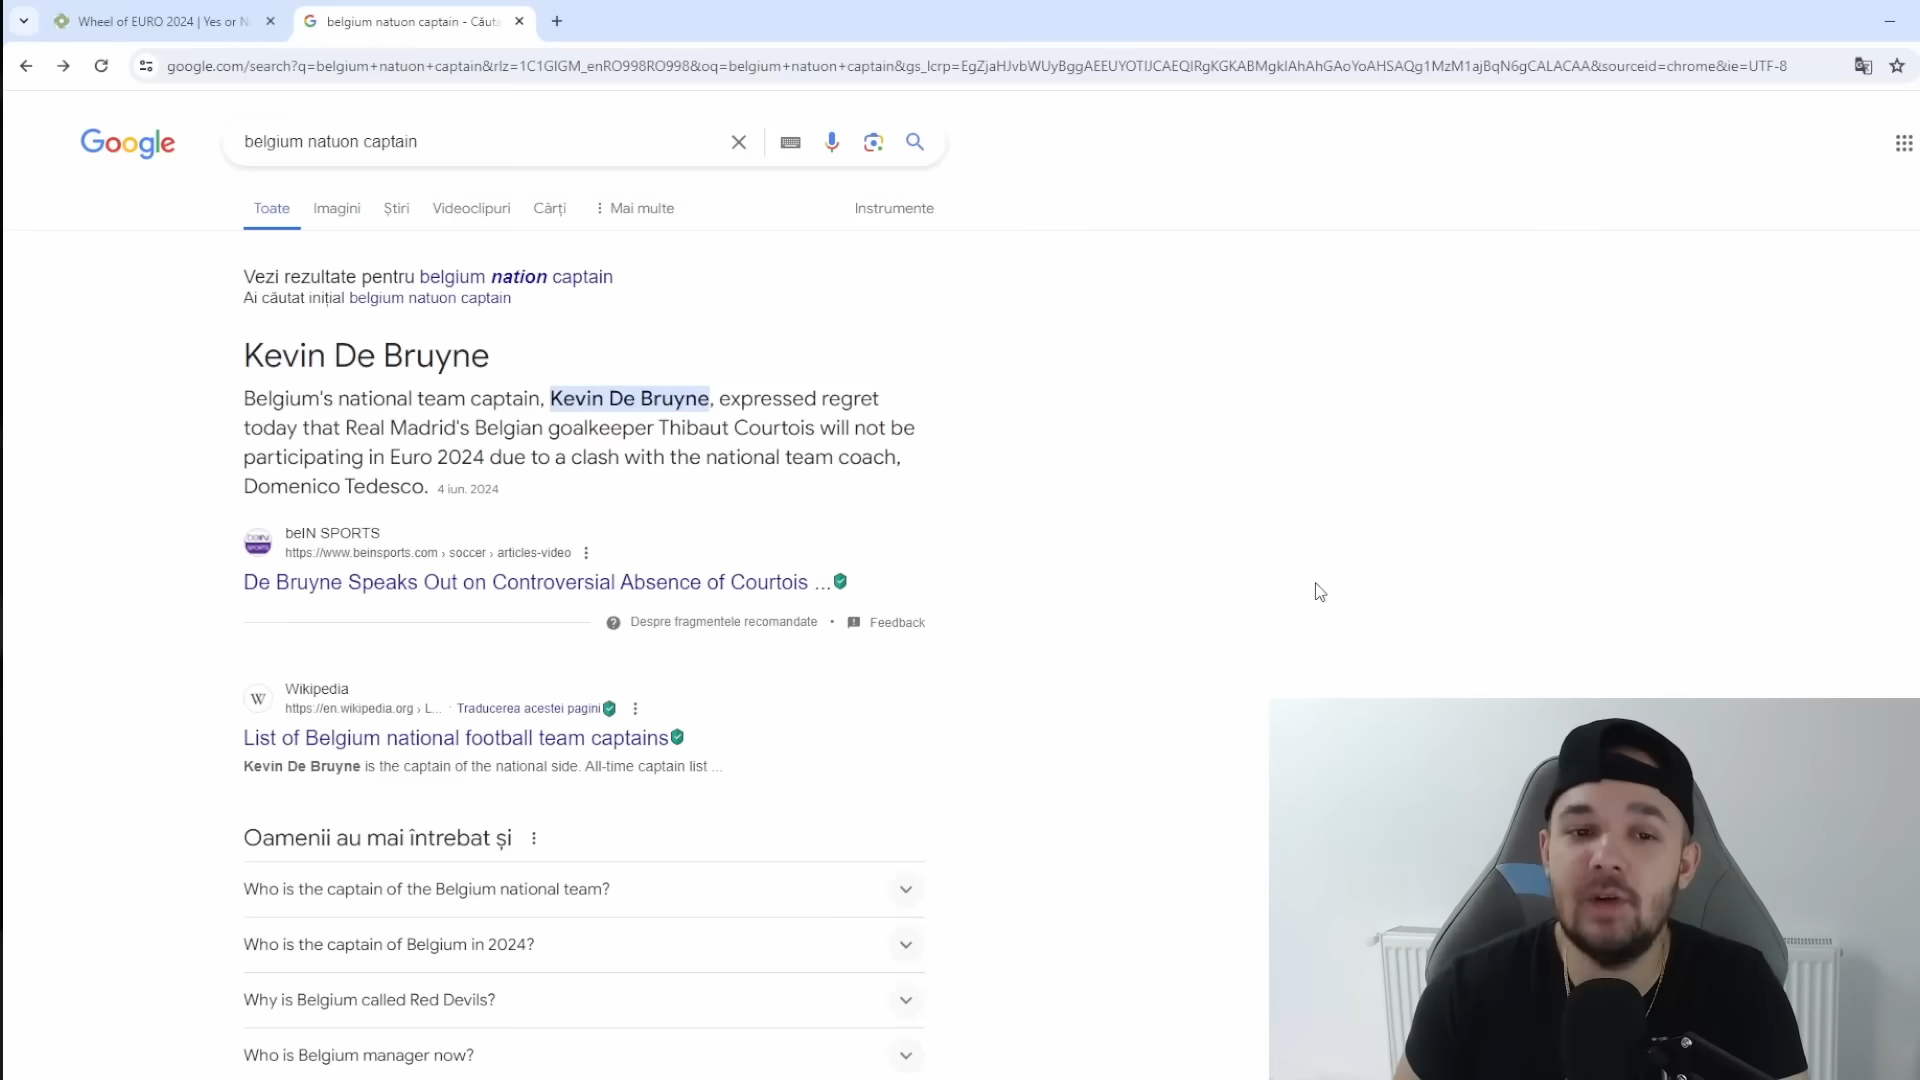 Wheel of EURO 2024 | Yes or N
belgium natuon captain - Căuta
google.com/search?q=belgium+natuon+captain&rlz=1C1GIGM_enRO998RO998&oq=belgium+natuon+captain&gs_lcrp=EgZjaHJvbWUyBggAEEUYOTIJCAEQIRgKGKABMgkIAhAhGAoYoAHSAQg1MzM1ajBqN6gCALACAA&sourceid=chrome&ie=UTF-8
Google
belgium natuon captain
Toate Imagini Știri Videoclipuri Cărți Mai multe Instrumente
Vezi rezultate pentru belgium nation captain
Ai căutat inițial belgium natuon captain
Kevin De Bruyne
Belgium's national team captain, Kevin De Bruyne, expressed regret
today that Real Madrid's Belgian goalkeeper Thibaut Courtois will not be
participating in Euro 2024 due to a clash with the national team coach,
Domenico Tedesco. 4 iun. 2024
beIN SPORTS
https://www.beinsports.com › soccer › articles-video
De Bruyne Speaks Out on Controversial Absence of Courtois ...
Despre fragmentele recomandate • Feedback
W
Wikipedia
https://en.wikipedia.org › L... · Traducerea acestei pagini
List of Belgium national football team captains
Kevin De Bruyne is the captain of the national side. All-time captain list ...
Oamenii au mai întrebat și
Who is the captain of the Belgium national team?
Who is the captain of Belgium in 2024?
Why is Belgium called Red Devils?
Who is Belgium manager now?